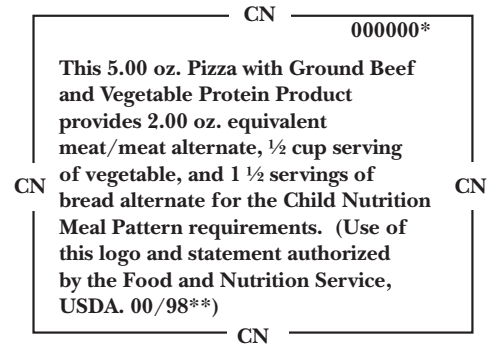 CN
000000*
This 5.00 oz. Pizza with Ground Beef
and Vegetable Protein Product
provides 2.00 oz. equivalent
meat/meat alternate, ½ cup serving
of vegetable, and 1 ½ servings of
bread alternate for the Child Nutrition
Meal Pattern requirements. (Use of
this logo and statement authorized
by the Food and Nutrition Service,
USDA. 00/98**)
CN
CN
CN